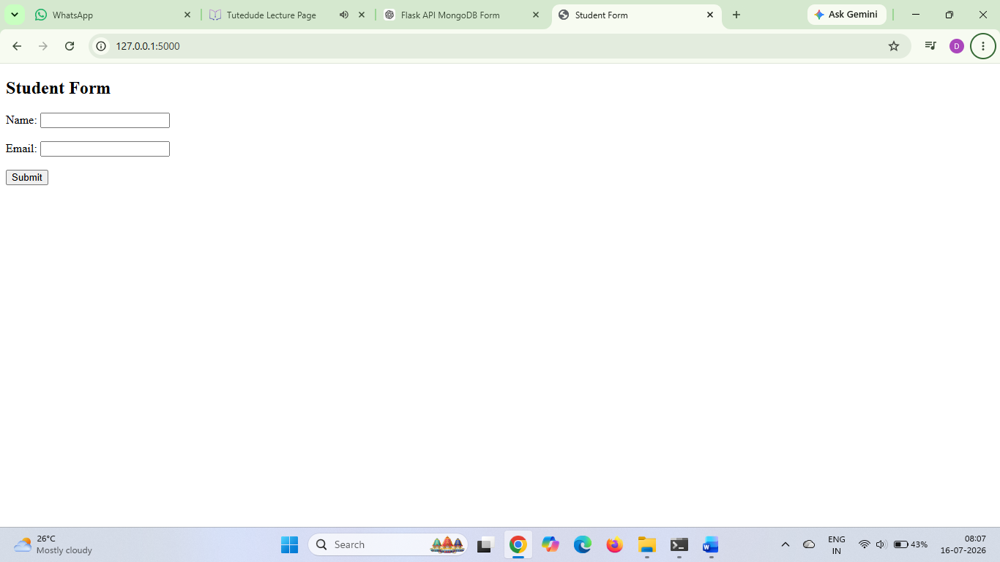 WhatsApp
Tutedude Lecture Page
Flask API MongoDB Form
Student Form
Ask Gemini
127.0.0.1:5000
D
Student Form
Name:
Email:
Submit
26°C
Mostly cloudy
Search
W
ENG
IN
43%
08:07
16-07-2026